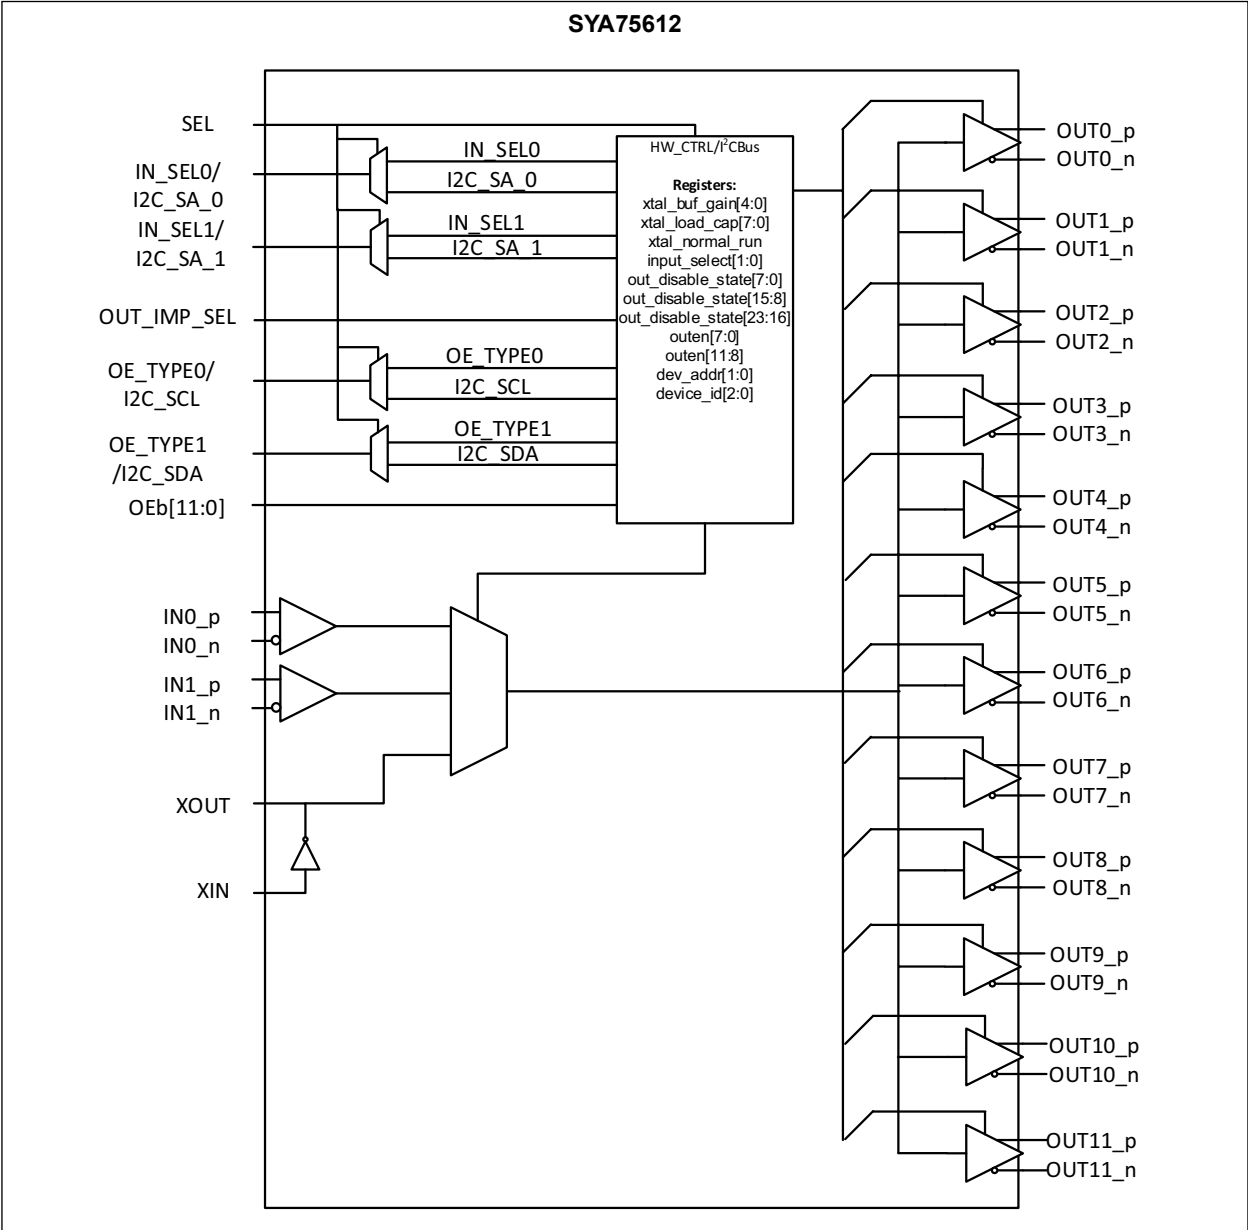 SYA75612
SEL
IN_SEL0/
I2C_SA_0
IN_SEL1/
I2C_SA_1
OUT_IMP_SEL
OE_TYPE0/
I2C_SCL
OE_TYPE1
/I2C_SDA
OEb[11:0]
IN0_p
IN0_n
IN1_p
IN1_n
XOUT
XIN
IN_SEL0
I2C_SA_0
IN_SEL1
I2C_SA_1
OE_TYPE0
I2C_SCL
OE_TYPE1
I2C_SDA
HW_CTRL/I²CBus
Registers:
xtal_buf_gain[4:0]
xtal_load_cap[7:0]
xtal_normal_run
input_select[1:0]
out_disable_state[7:0]
out_disable_state[15:8]
out_disable_state[23:16]
outen[7:0]
outen[11:8]
dev_addr[1:0]
device_id[2:0]
OUT0_p
OUT0_n
OUT1_p
OUT1_n
OUT2_p
OUT2_n
OUT3_p
OUT3_n
OUT4_p
OUT4_n
OUT5_p
OUT5_n
OUT6_p
OUT6_n
OUT7_p
OUT7_n
OUT8_p
OUT8_n
OUT9_p
OUT9_n
OUT10_p
OUT10_n
OUT11_p
OUT11_n